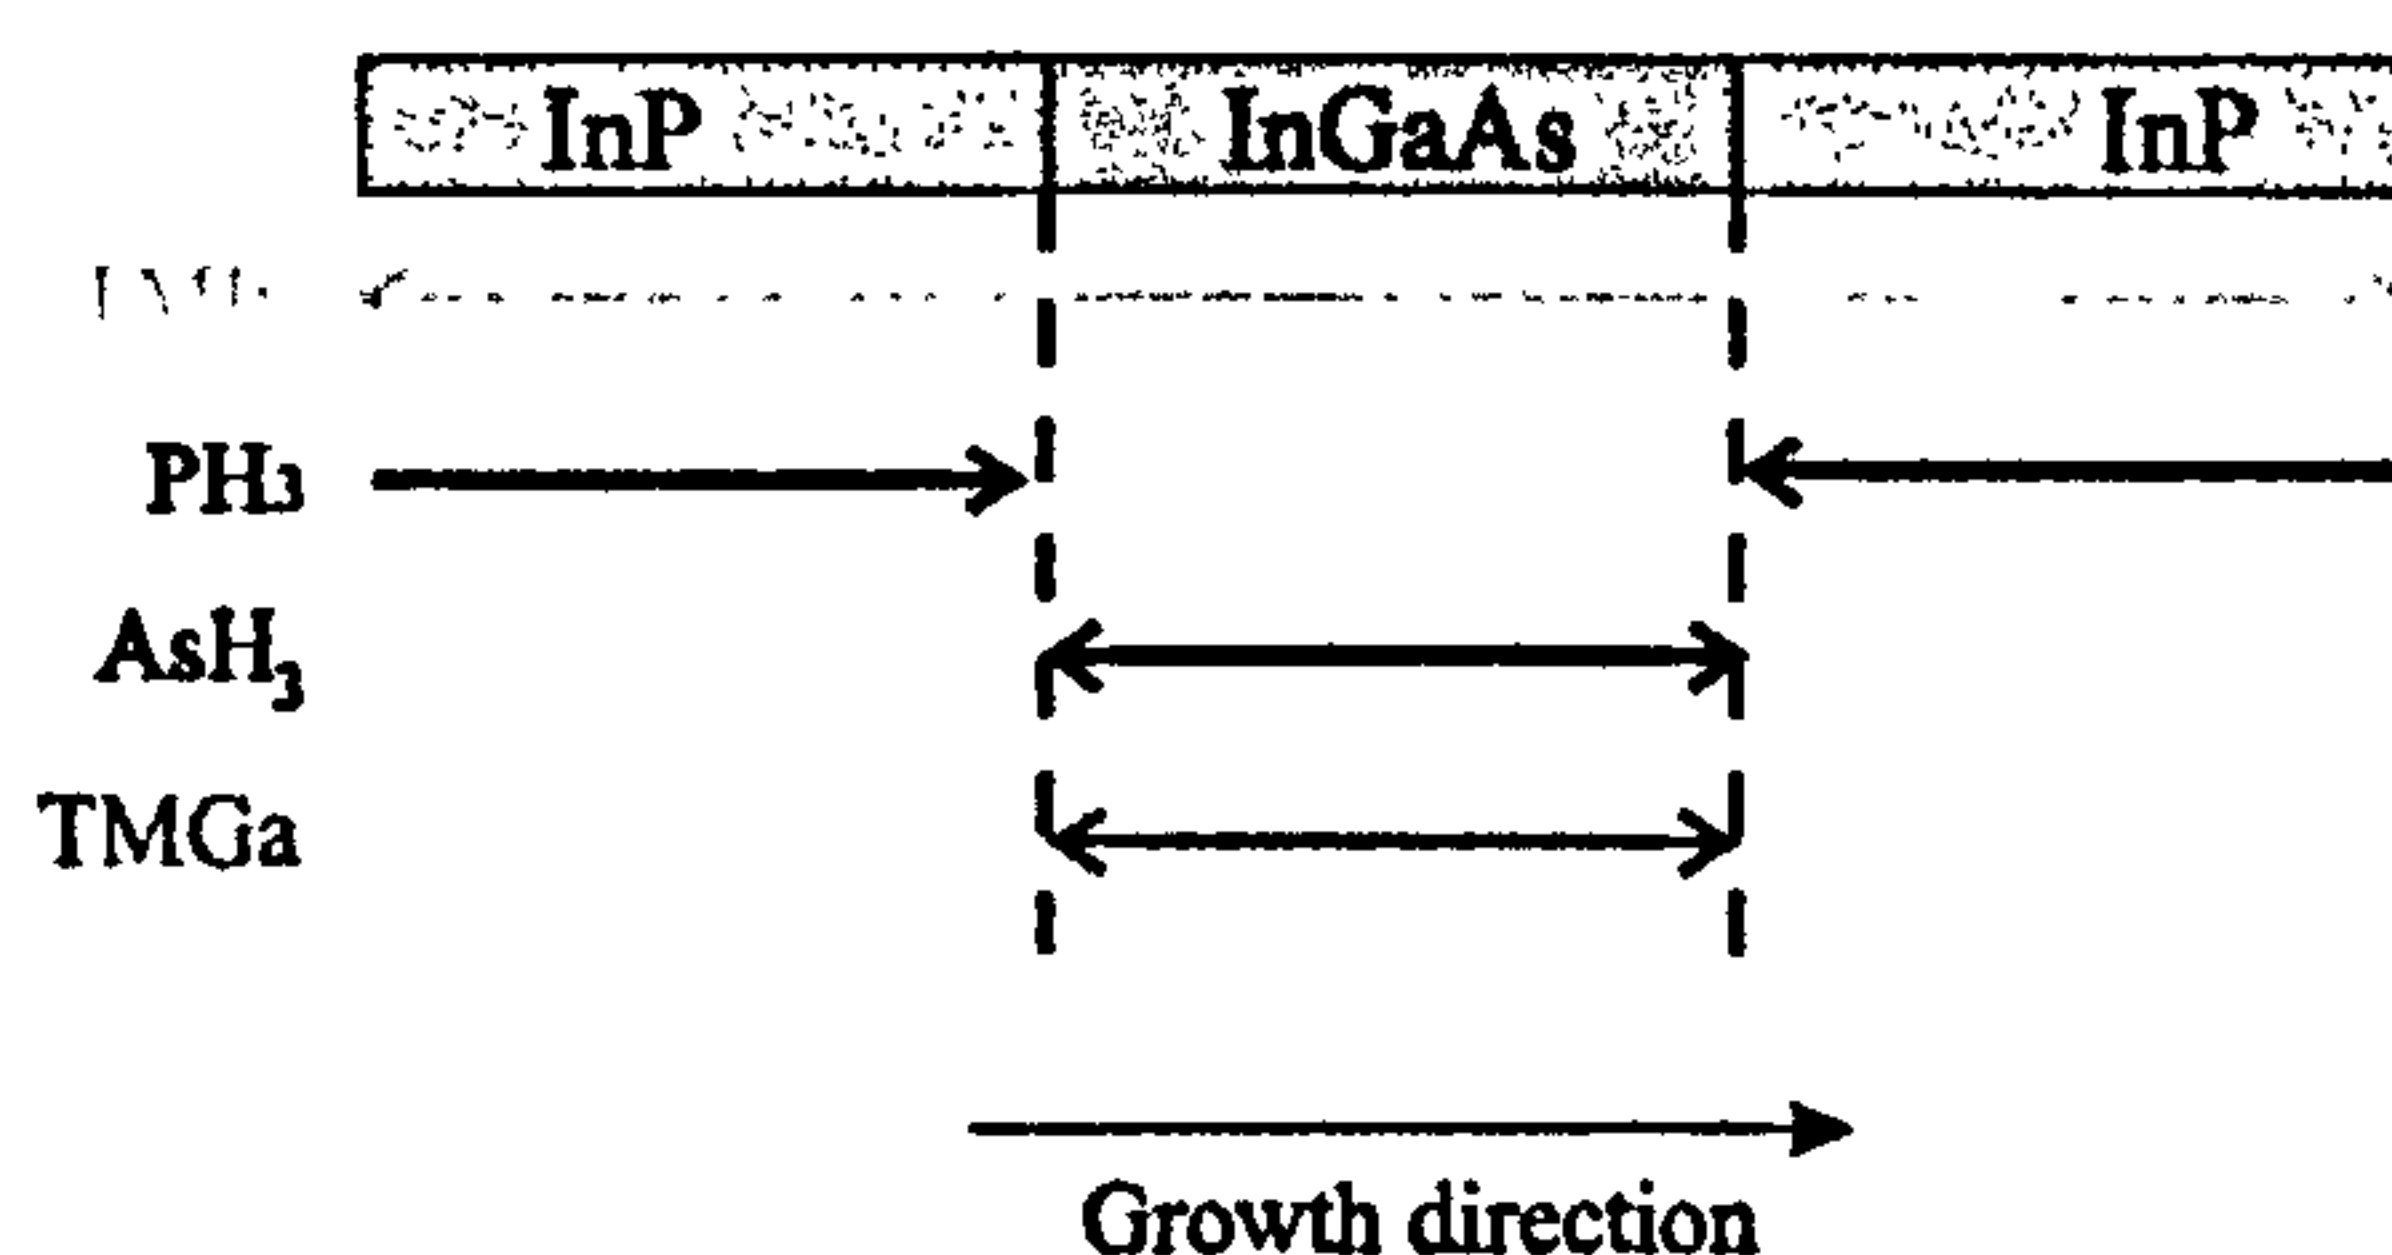 InP InGaAs InP
PH3
AsH3
TMGa
Growth direction